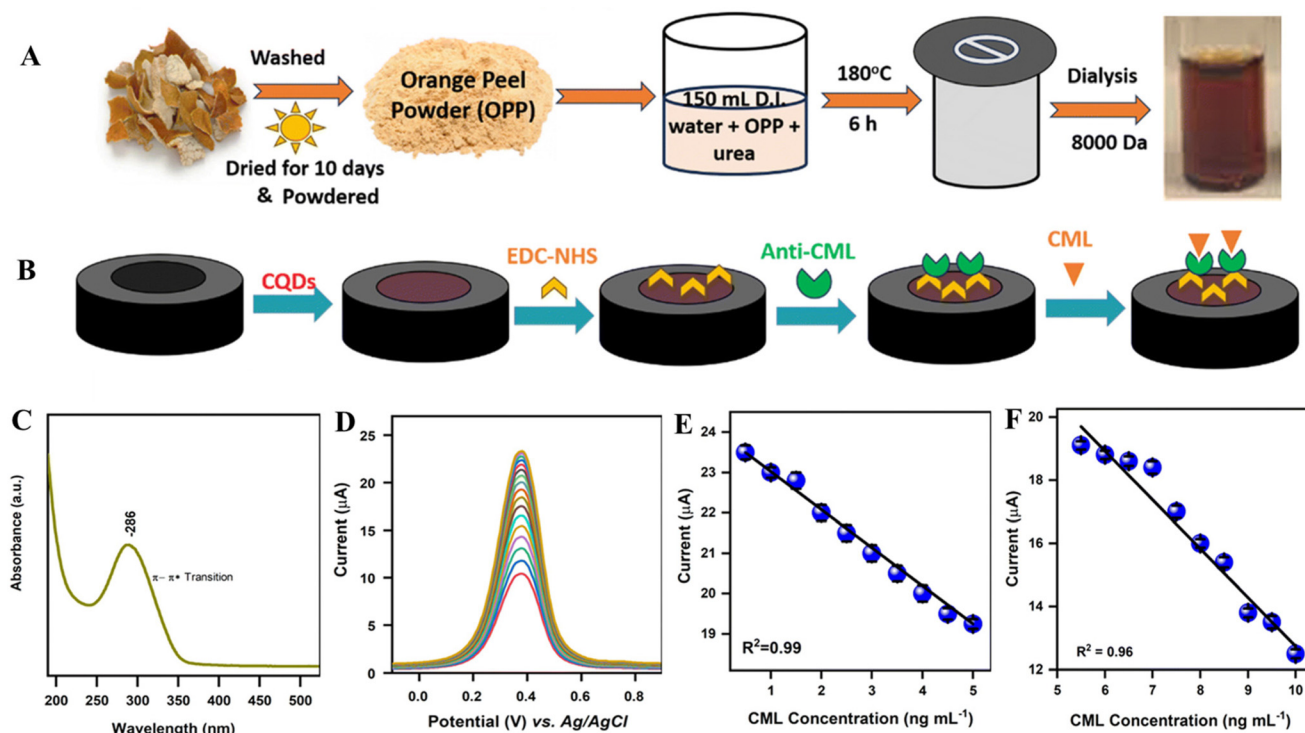 A
Washed
Dried for 10 days
& Powdered
Orange Peel
Powder (OPP)
150 mL D.I.
water + OPP +
urea
180°C
6 h
Dialysis
8000 Da
B
CQDs
EDC-NHS
Anti-CML
CML
C
Absorbance (a.u.)
-286
π– π* Transition
200 250 300 350 400 450 500
Wavelength (nm)
D
Current (μA)
25
20
15
10
5
0
0.0 0.2 0.4 0.6 0.8
Potential (V) vs. Ag/AgCl
E
Current (μA)
24
23
22
21
20
19
R²=0.99
1 2 3 4 5
CML Concentration (ng mL⁻¹)
F
Current (μA)
20
18
16
14
12
R² = 0.96
5 6 7 8 9 10
CML Concentration (ng mL⁻¹)